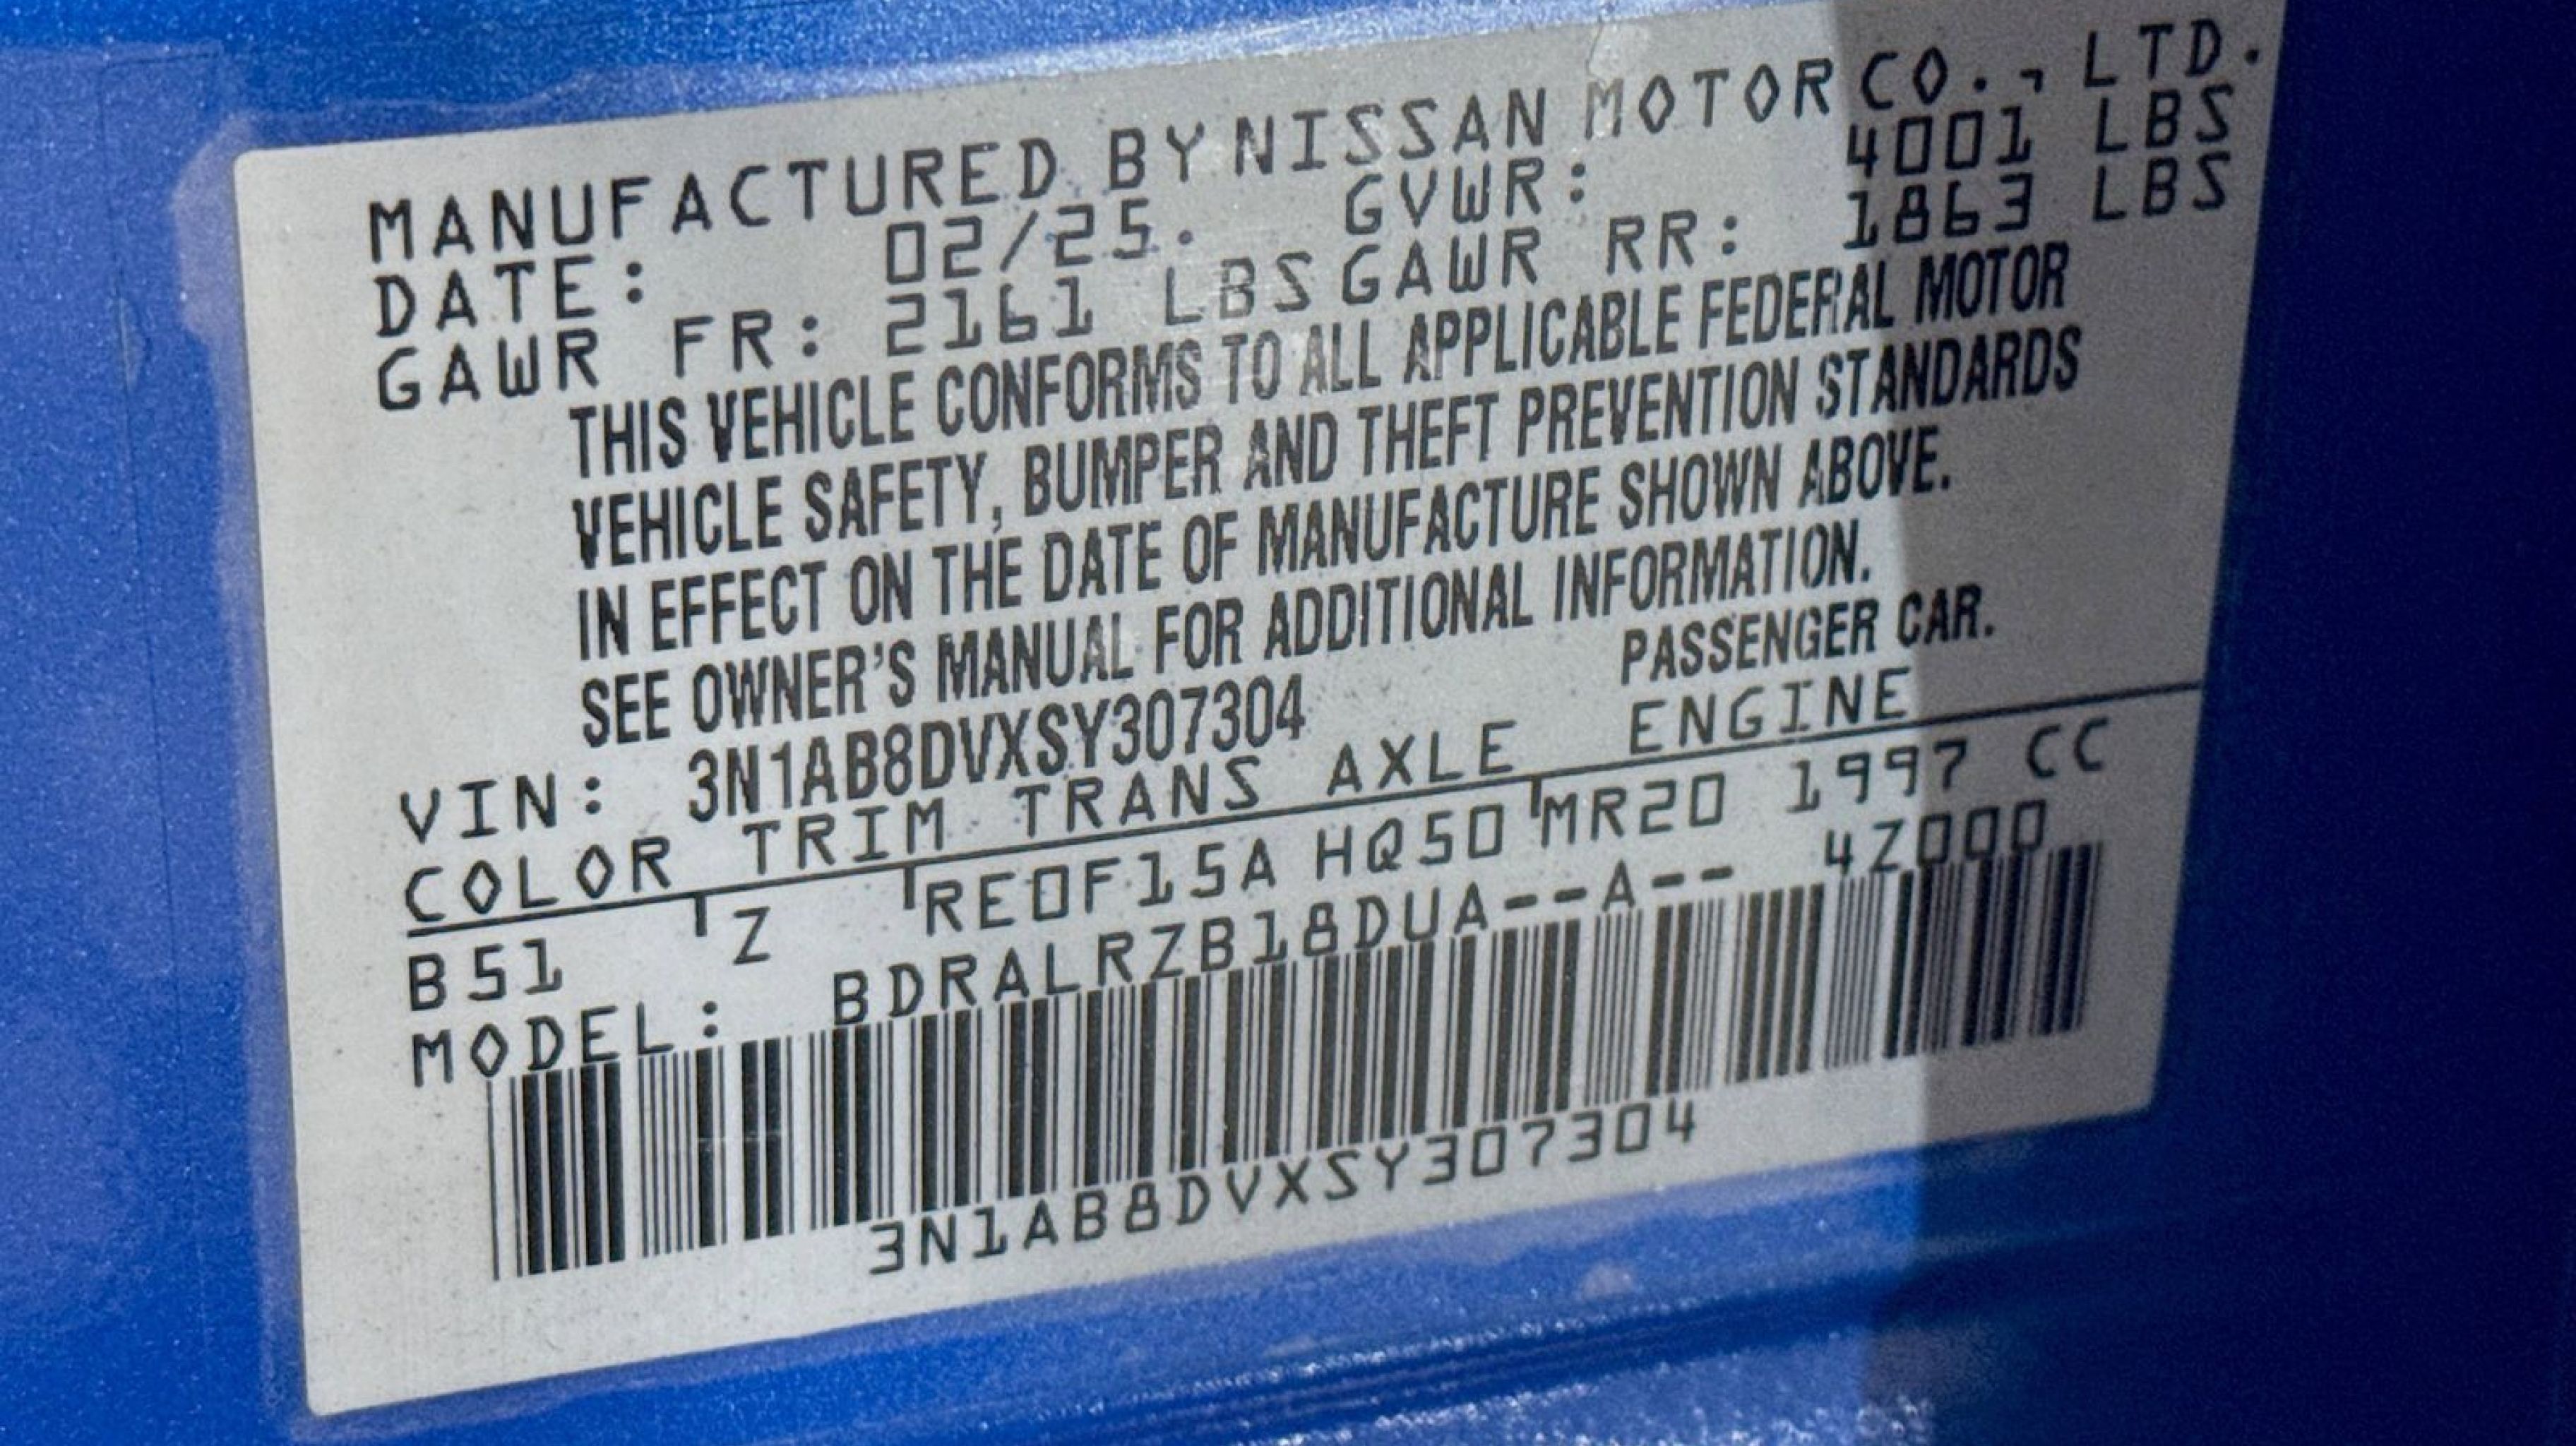 MANUFACTURED BY NISSAN MOTOR CO., LTD.
DATE: 02/25. GVWR: 4001 LBS
GAWR FR: 2161 LBS GAWR RR: 1863 LBS
THIS VEHICLE CONFORMS TO ALL APPLICABLE FEDERAL MOTOR
VEHICLE SAFETY, BUMPER AND THEFT PREVENTION STANDARDS
IN EFFECT ON THE DATE OF MANUFACTURE SHOWN ABOVE.
SEE OWNER'S MANUAL FOR ADDITIONAL INFORMATION.
VIN: 3N1AB8DVXSY307304 PASSENGER CAR.
COLOR TRIM TRANS AXLE ENGINE
B51 Z RE0F15A HQ50 MR20 1997 CC
MODEL: BDRALRZB18DUA--A-- 4Z000
3N1AB8DVXSY307304